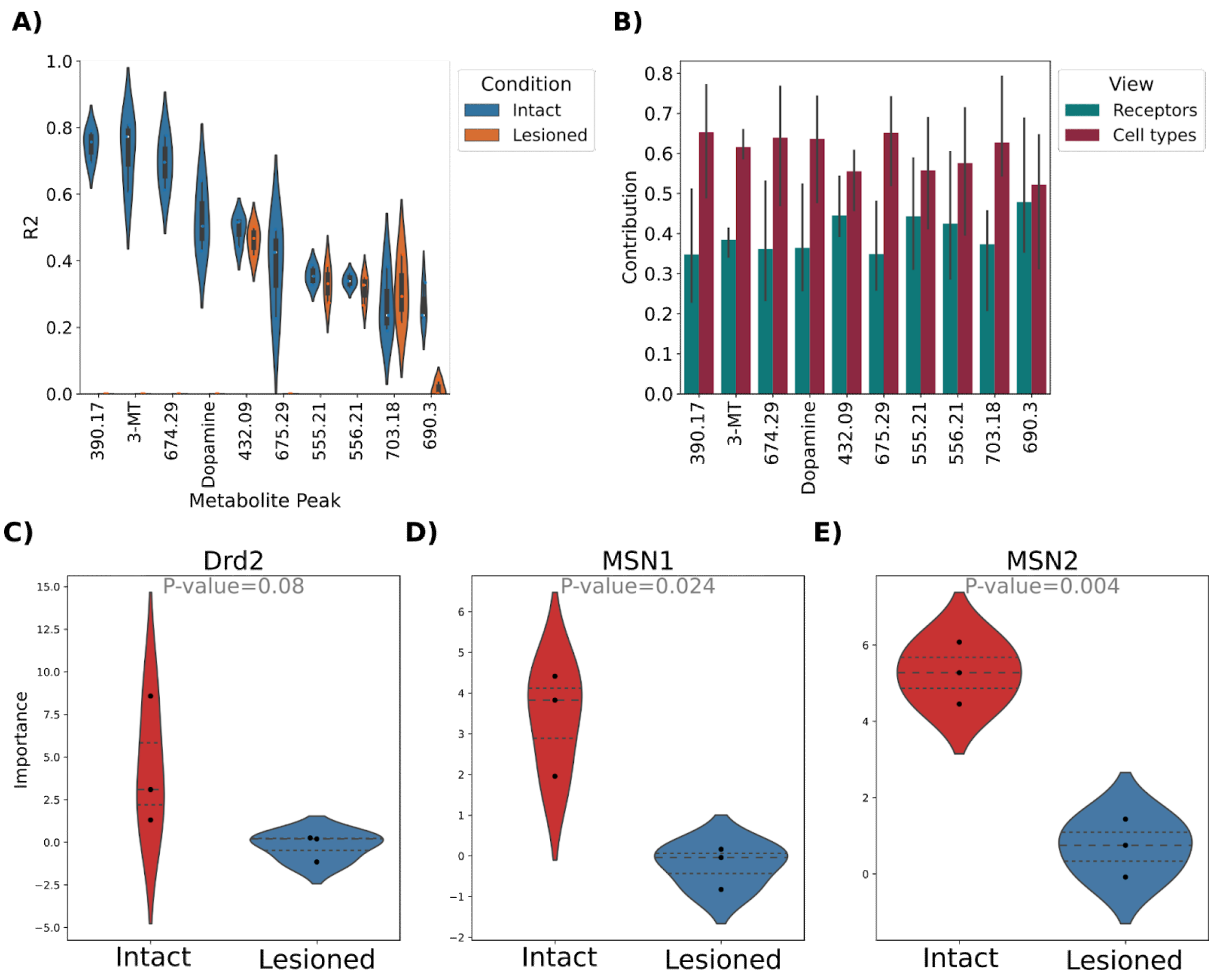 A)
1.0
0.8
0.6
0.4
0.2
0.0
R2
390.17
3-MT
674.29
Dopamine
432.09
675.29
555.21
556.21
703.18
690.3
Metabolite Peak
Condition
Intact
Lesioned
B)
0.8
0.7
0.6
0.5
0.4
0.3
0.2
0.1
0.0
Contribution
390.17
3-MT
674.29
Dopamine
432.09
675.29
555.21
556.21
703.18
690.3
View
Receptors
Cell types
C)
Drd2
P-value=0.08
15.0
12.5
10.0
7.5
5.0
2.5
0.0
−2.5
−5.0
Importance
Intact
Lesioned
D)
MSN1
P-value=0.024
6
5
4
3
2
1
0
−1
−2
Intact
Lesioned
E)
MSN2
P-value=0.004
6
4
2
0
Intact
Lesioned